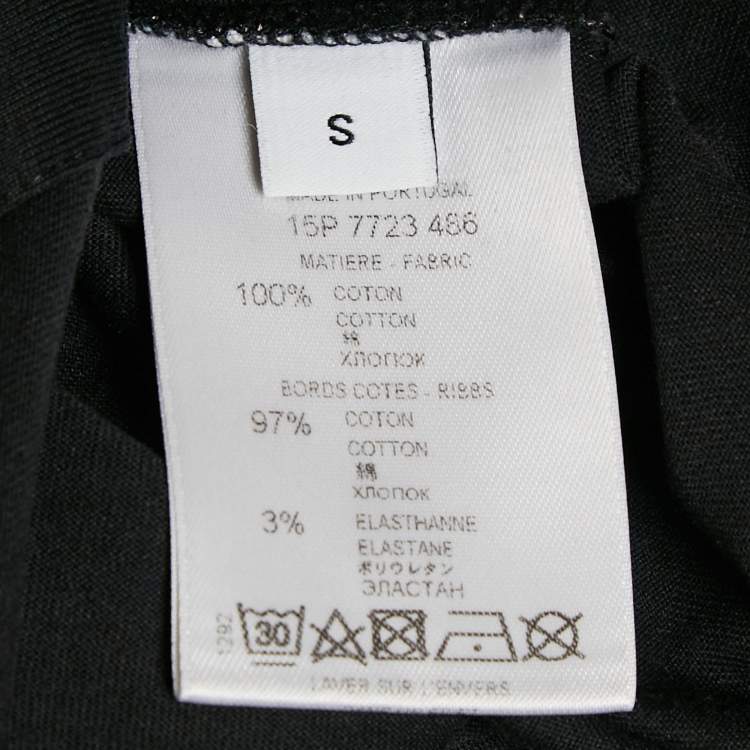 S
MADE IN PORTUGAL
15P 7723 486
MATIERE - FABRIC
100% COTON
COTTON
綿
ХЛОПОК
BORDS COTES - RIBBS
97% COTON
COTTON
綿
ХЛОПОК
3% ELASTHANNE
ELASTANE
ポリウレタン
ЭЛАСТАН
1292
30
LAVER SUR L'ENVERS